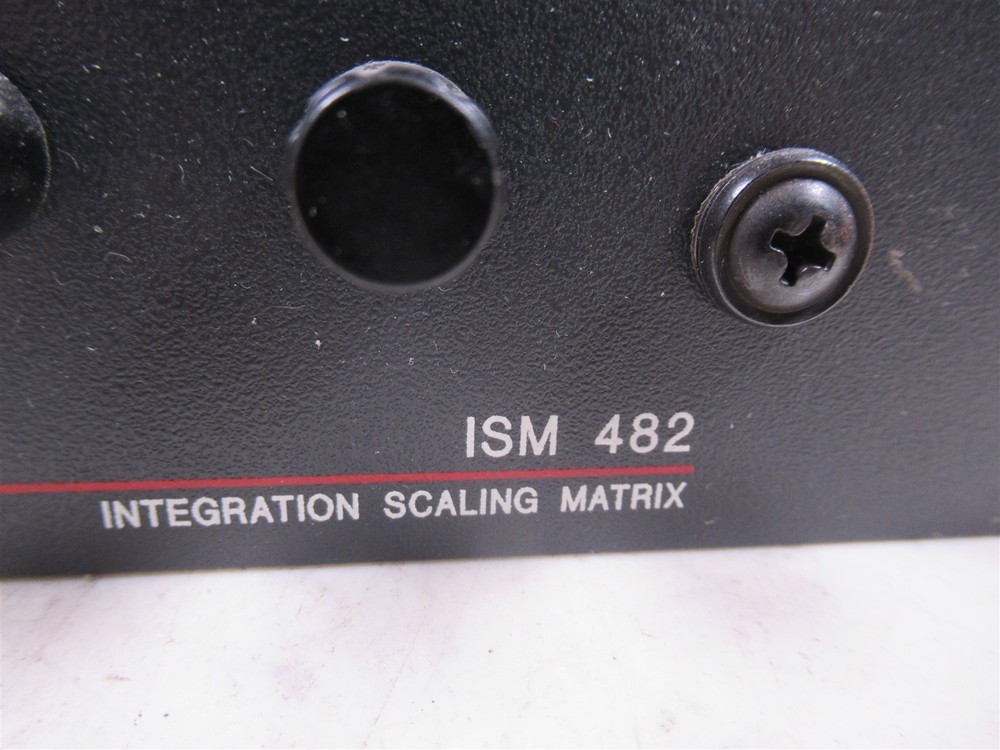 ISM 482
INTEGRATION SCALING MATRIX